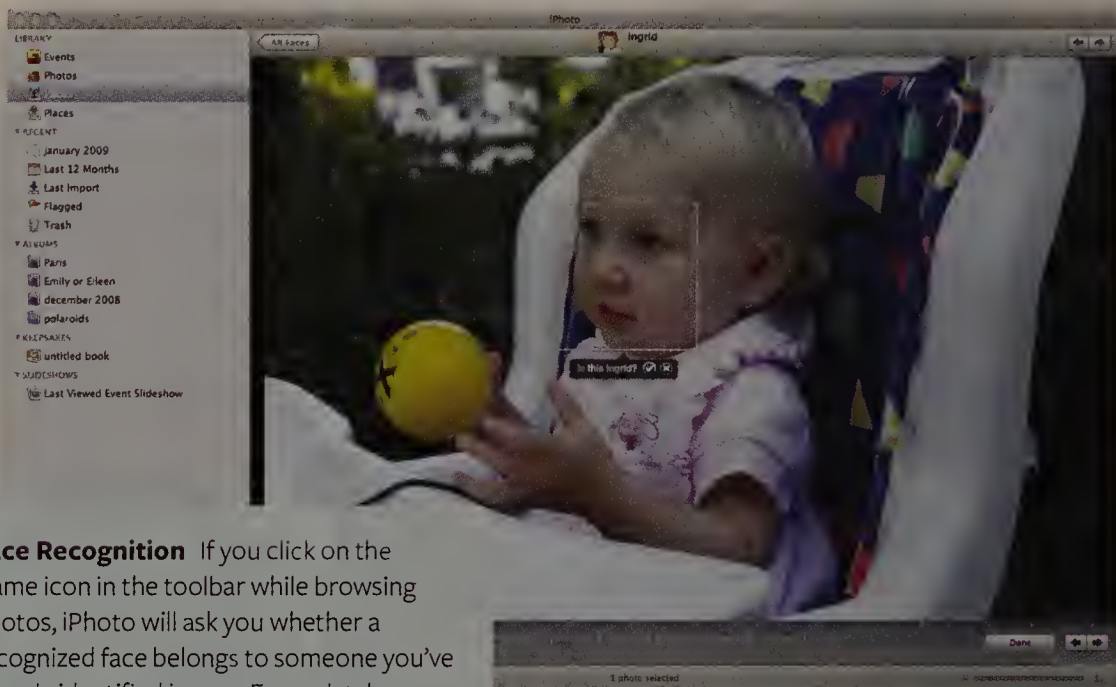 iPhoto
LIBRARY
Events
Photos
Places
RECENT
January 2009
Last 12 Months
Last Import
Flagged
Trash
ALBUMS
Paris
Emily or Eileen
december 2008
polaroids
KEEPSAKES
untitled book
SLIDESHOWS
Last Viewed Event Slideshow
All Faces
Ingrid
Is this Ingrid?
Done
1 photo selected
ce Recognition If you click on the
ame icon in the toolbar while browsing
otos, iPhoto will ask you whether a
cognized face belongs to someone you've